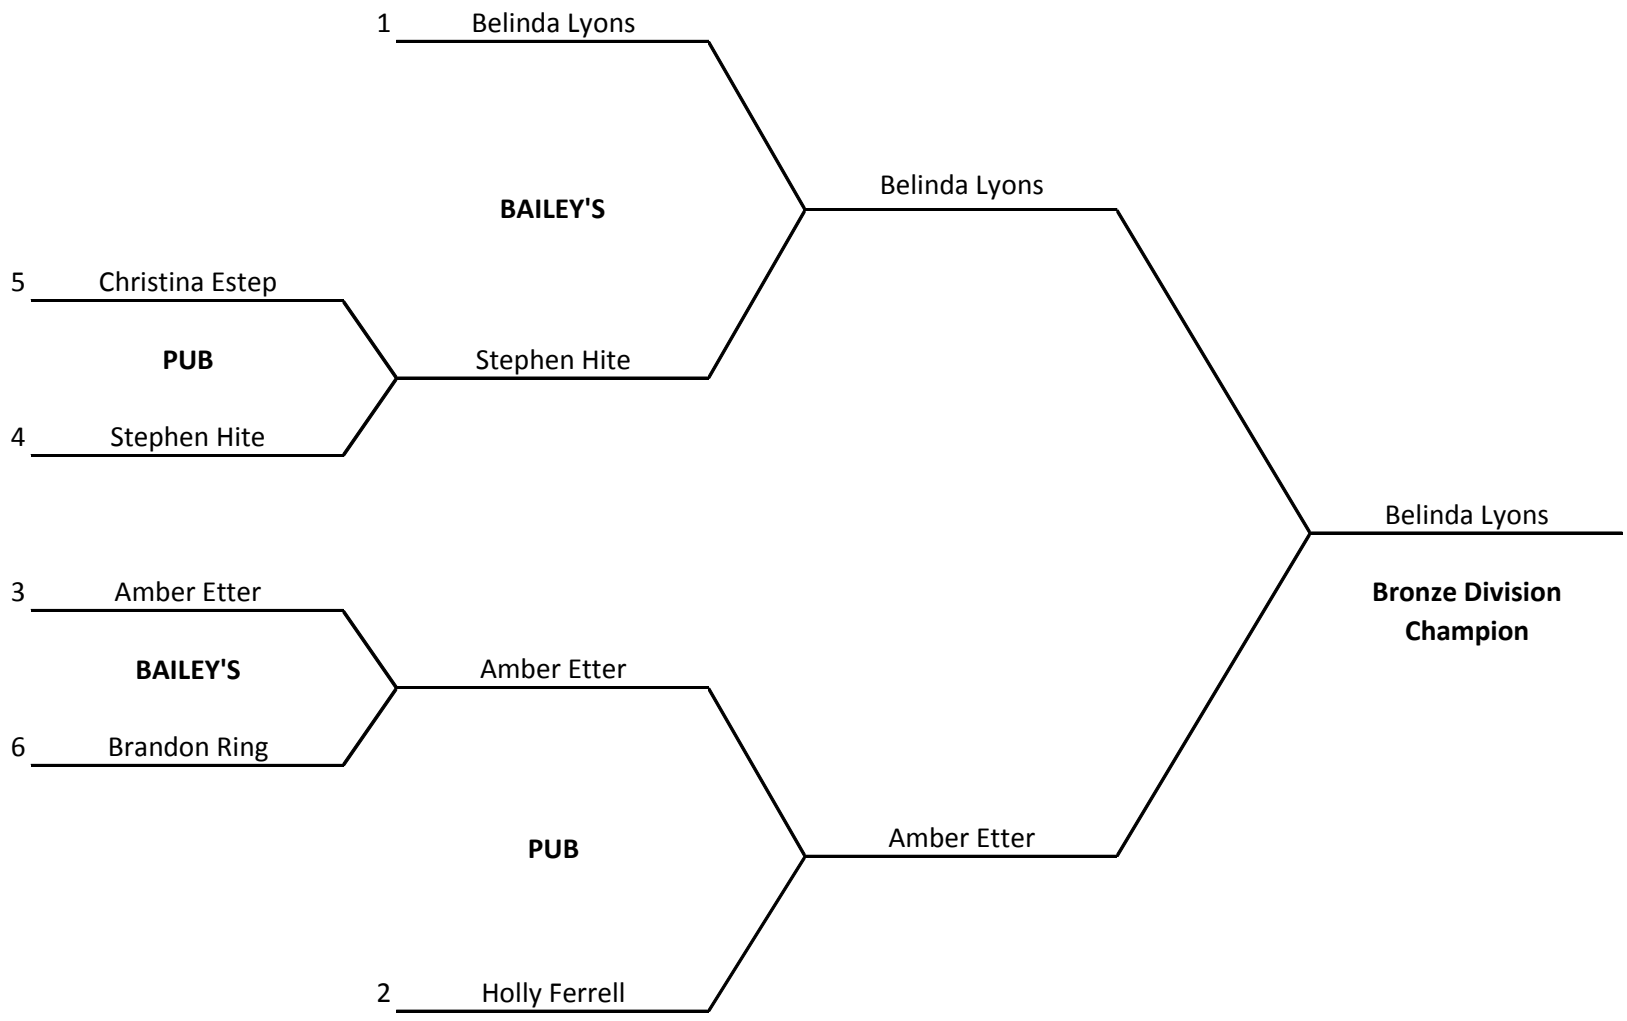 1 Belinda Lyons
Belinda Lyons
BAILEY'S
5 Christina Estep
PUB
Stephen Hite
4 Stephen Hite
Belinda Lyons
Bronze Division
Champion
3 Amber Etter
BAILEY'S
Amber Etter
6 Brandon Ring
PUB
Amber Etter
2 Holly Ferrell